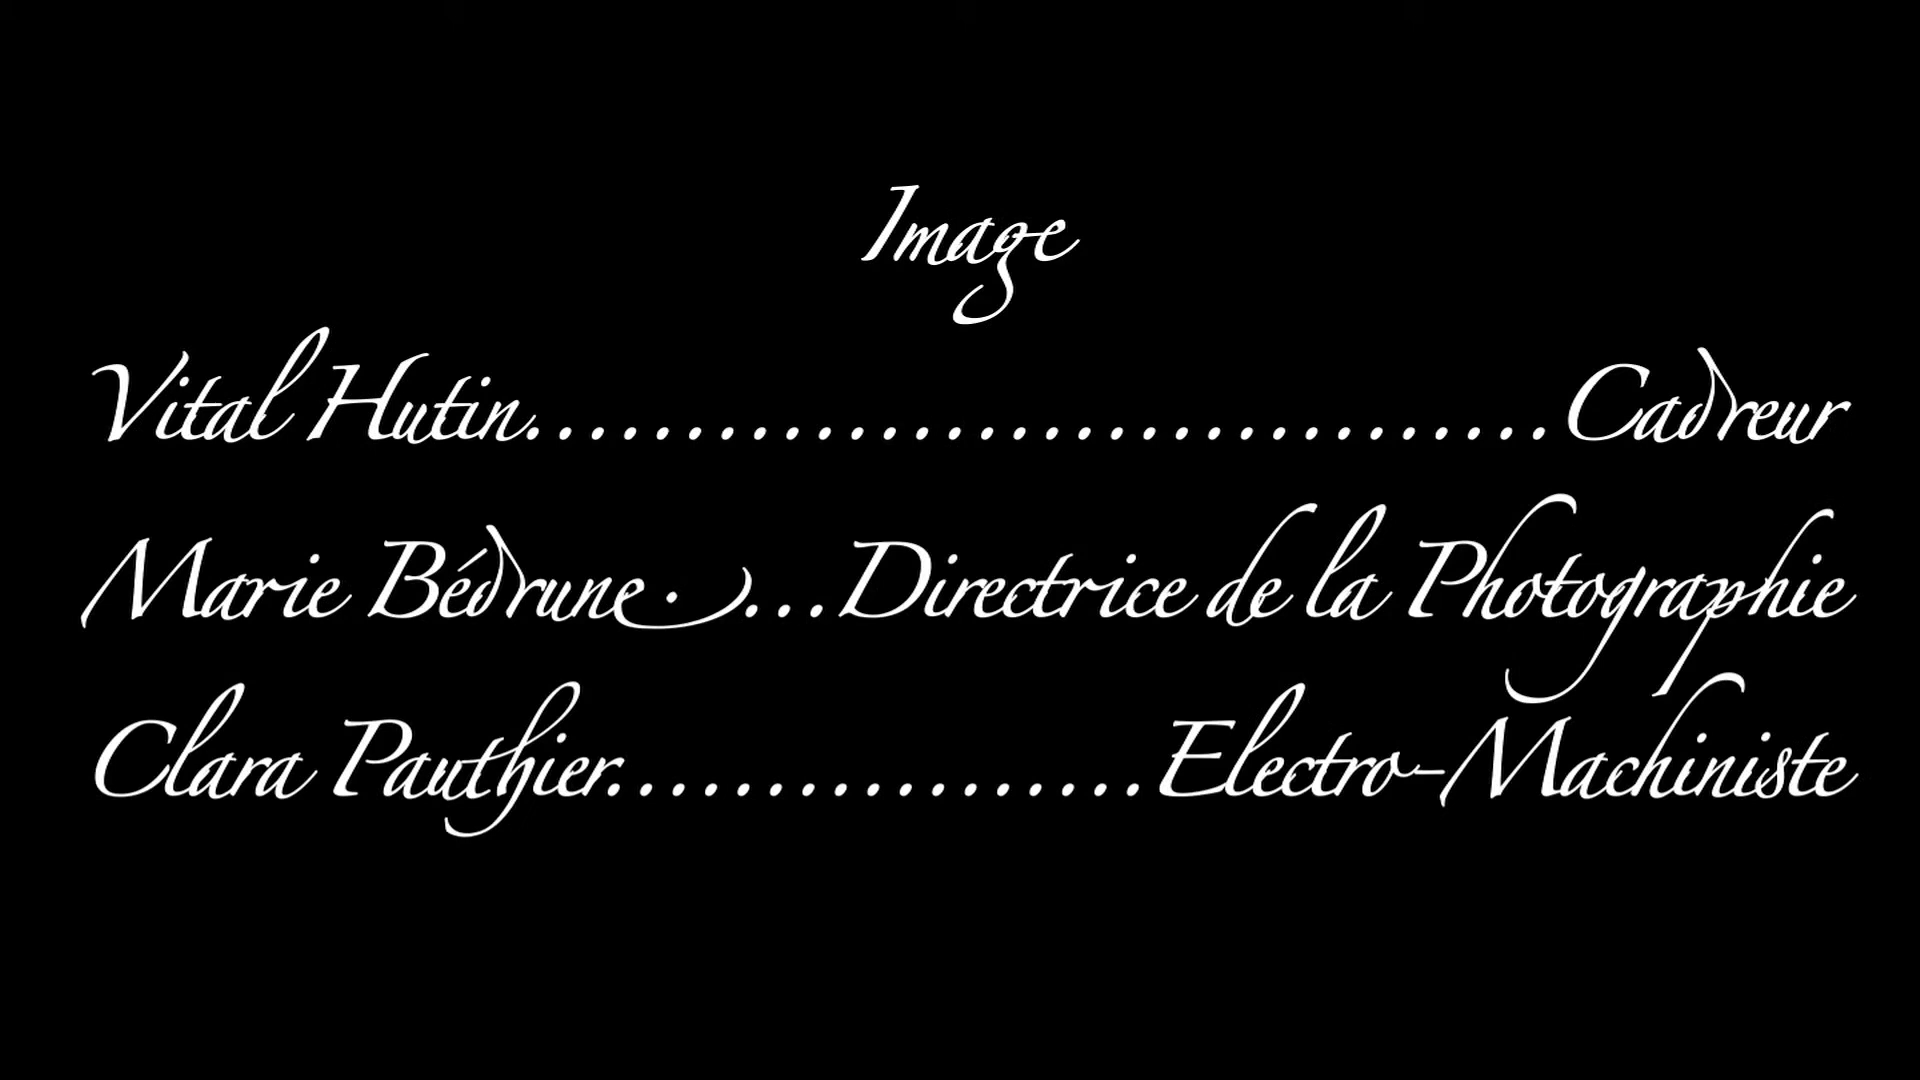 Image
Vital Hutin................................Cadreur
Marie Bédrune....Directrice de la Photographie
Clara Pauthier.................Electro-Machiniste